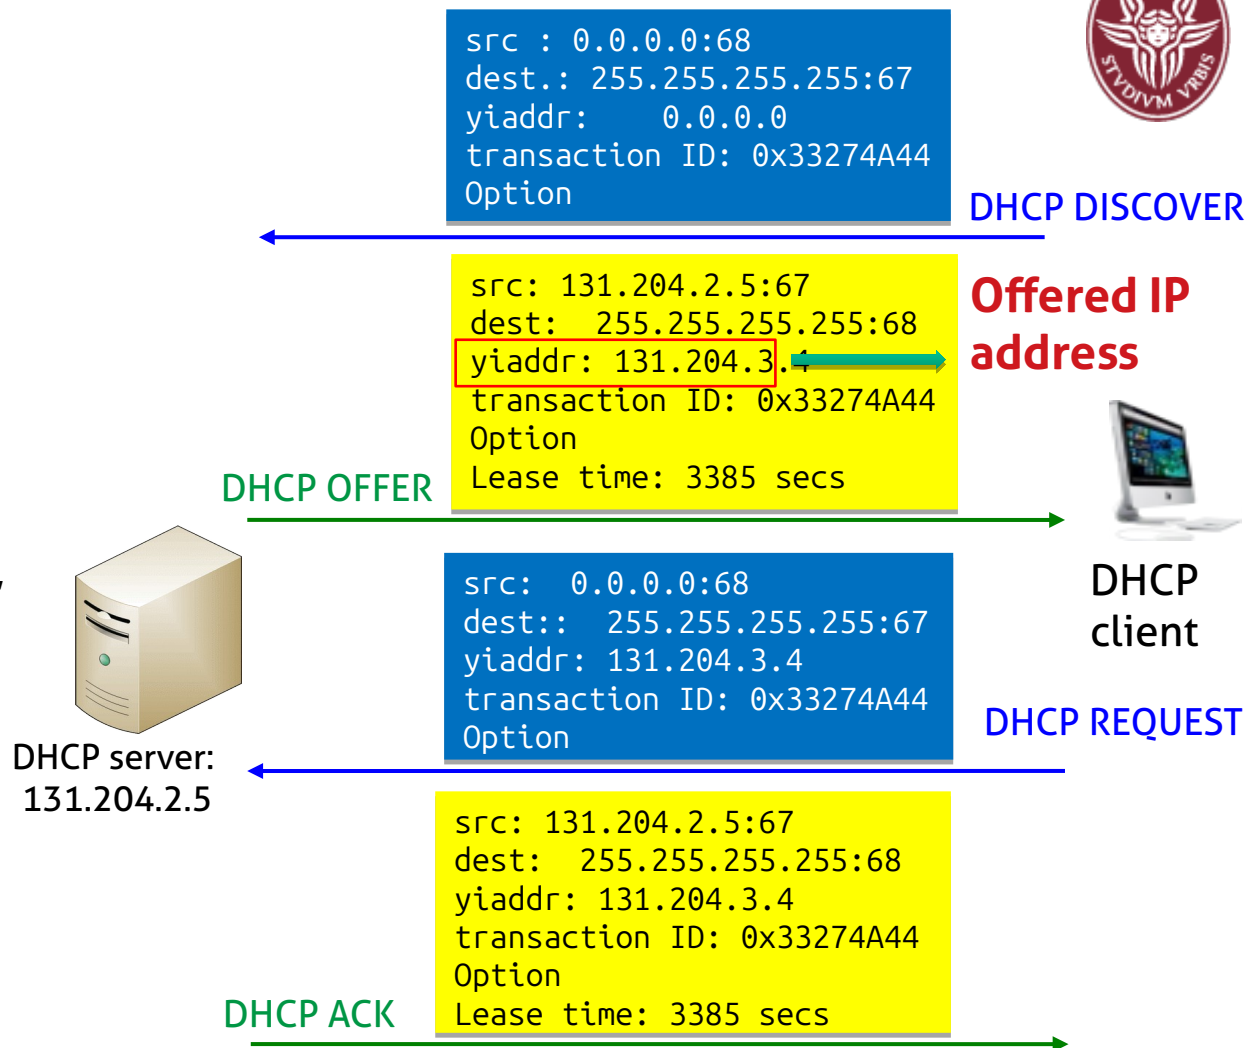 STVDIVM VRBIS
src : 0.0.0.0:68
dest.: 255.255.255.255:67
yiaddr: 0.0.0.0
transaction ID: 0x33274A44
Option
DHCP DISCOVER
src: 131.204.2.5:67
dest: 255.255.255.255:68
yiaddr: 131.204.3.4
transaction ID: 0x33274A44
Option
Lease time: 3385 secs
Offered IP
address
DHCP OFFER
DHCP
client
src: 0.0.0.0:68
dest:: 255.255.255.255:67
yiaddr: 131.204.3.4
transaction ID: 0x33274A44
Option
DHCP REQUEST
DHCP server:
131.204.2.5
src: 131.204.2.5:67
dest: 255.255.255.255:68
yiaddr: 131.204.3.4
transaction ID: 0x33274A44
Option
Lease time: 3385 secs
DHCP ACK